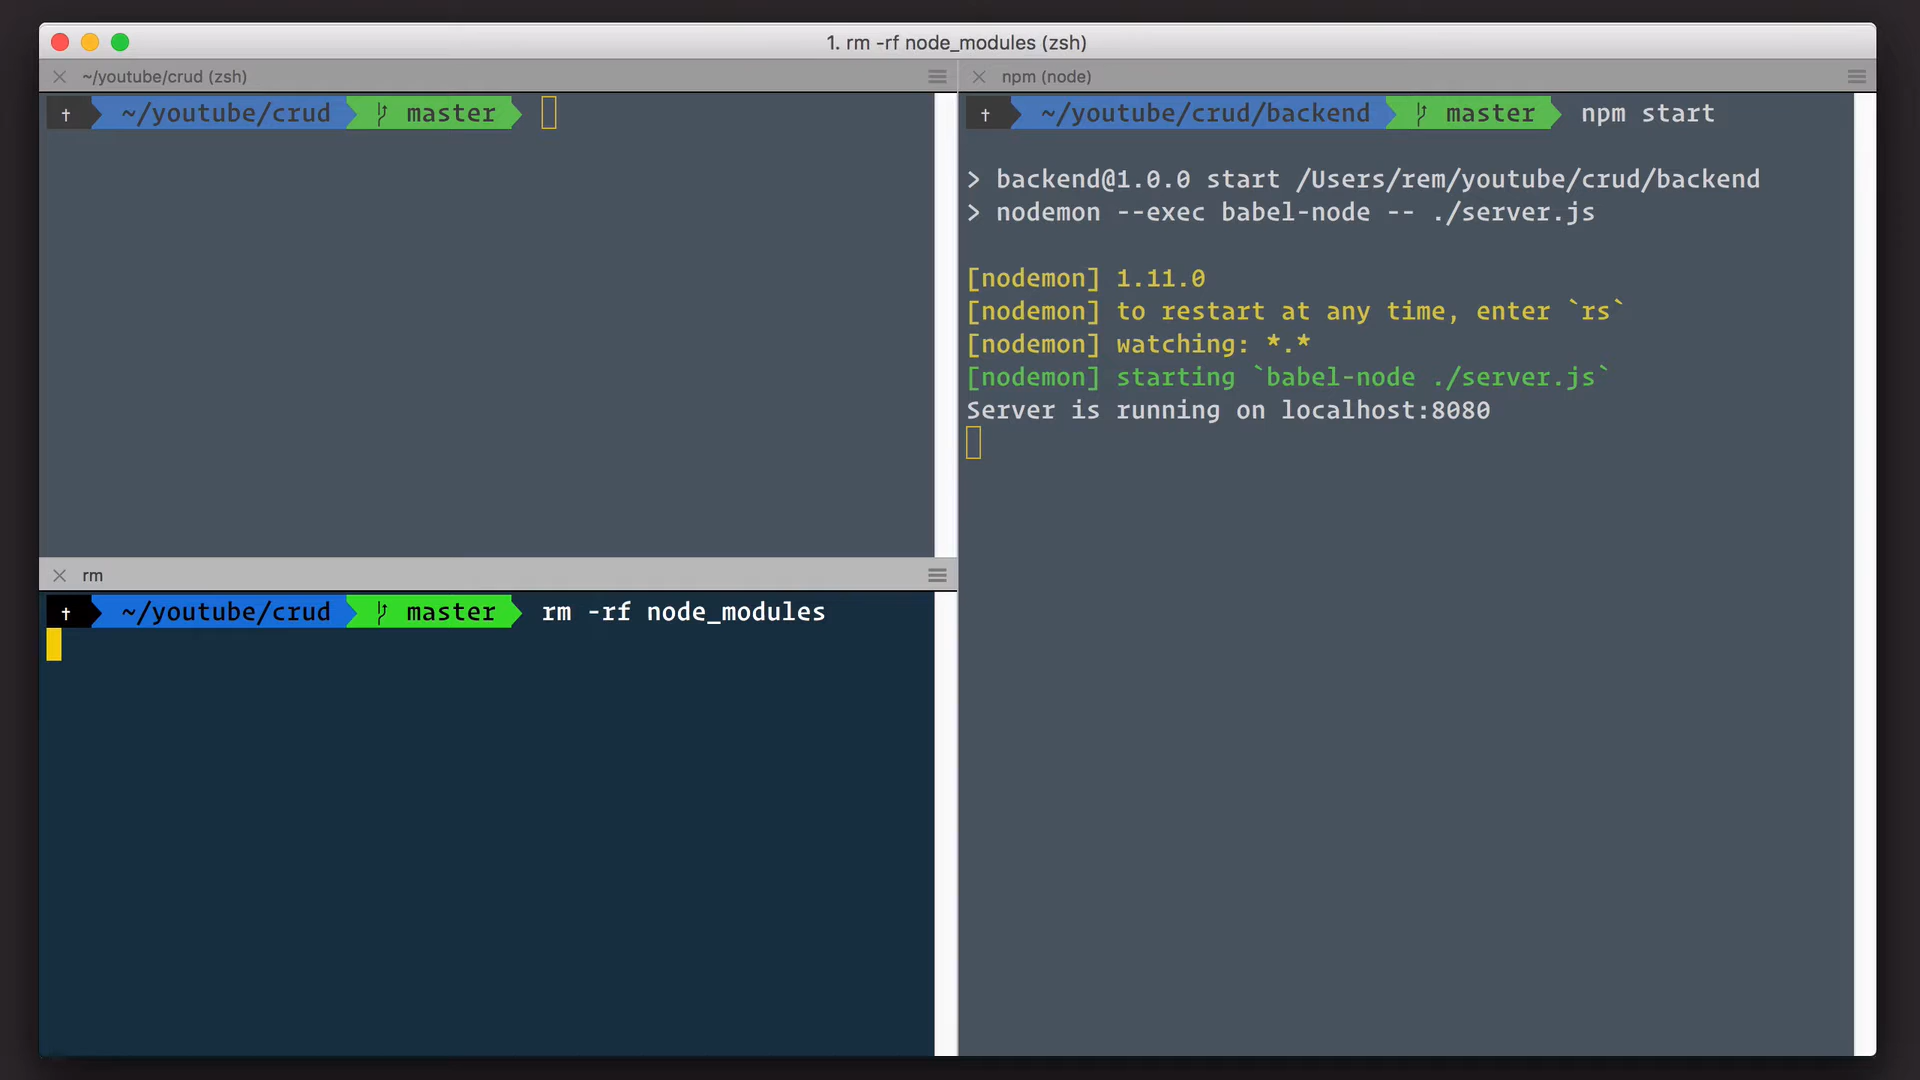 1. rm -rf node_modules (zsh)
~/youtube/crud (zsh)
~/youtube/crud master
rm
~/youtube/crud master rm -rf node_modules
npm (node)
~/youtube/crud/backend master npm start
> backend@1.0.0 start /Users/rem/youtube/crud/backend
> nodemon --exec babel-node -- ./server.js
[nodemon] 1.11.0
[nodemon] to restart at any time, enter `rs`
[nodemon] watching: *.*
[nodemon] starting `babel-node ./server.js`
Server is running on localhost:8080